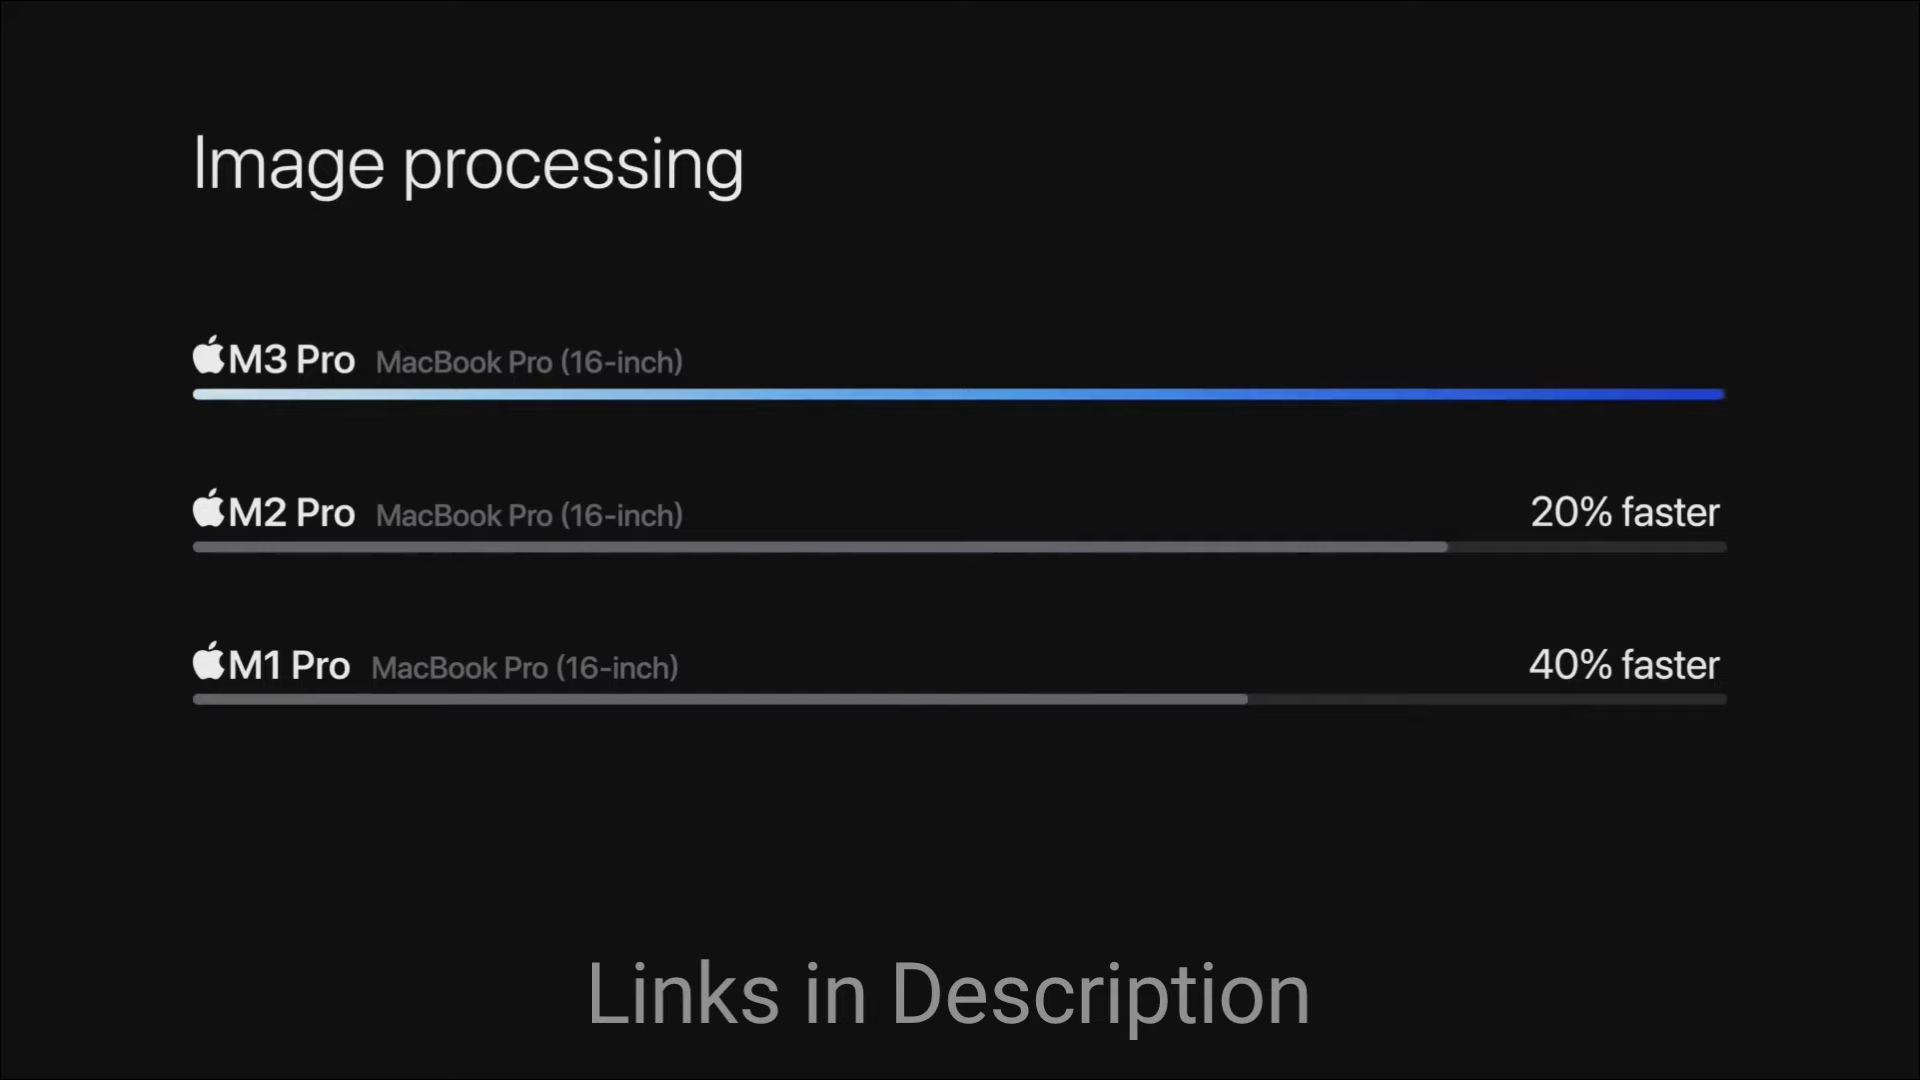 Image processing
M3 Pro MacBook Pro (16-inch)
M2 Pro MacBook Pro (16-inch) 20% faster
M1 Pro MacBook Pro (16-inch) 40% faster
Links in Description